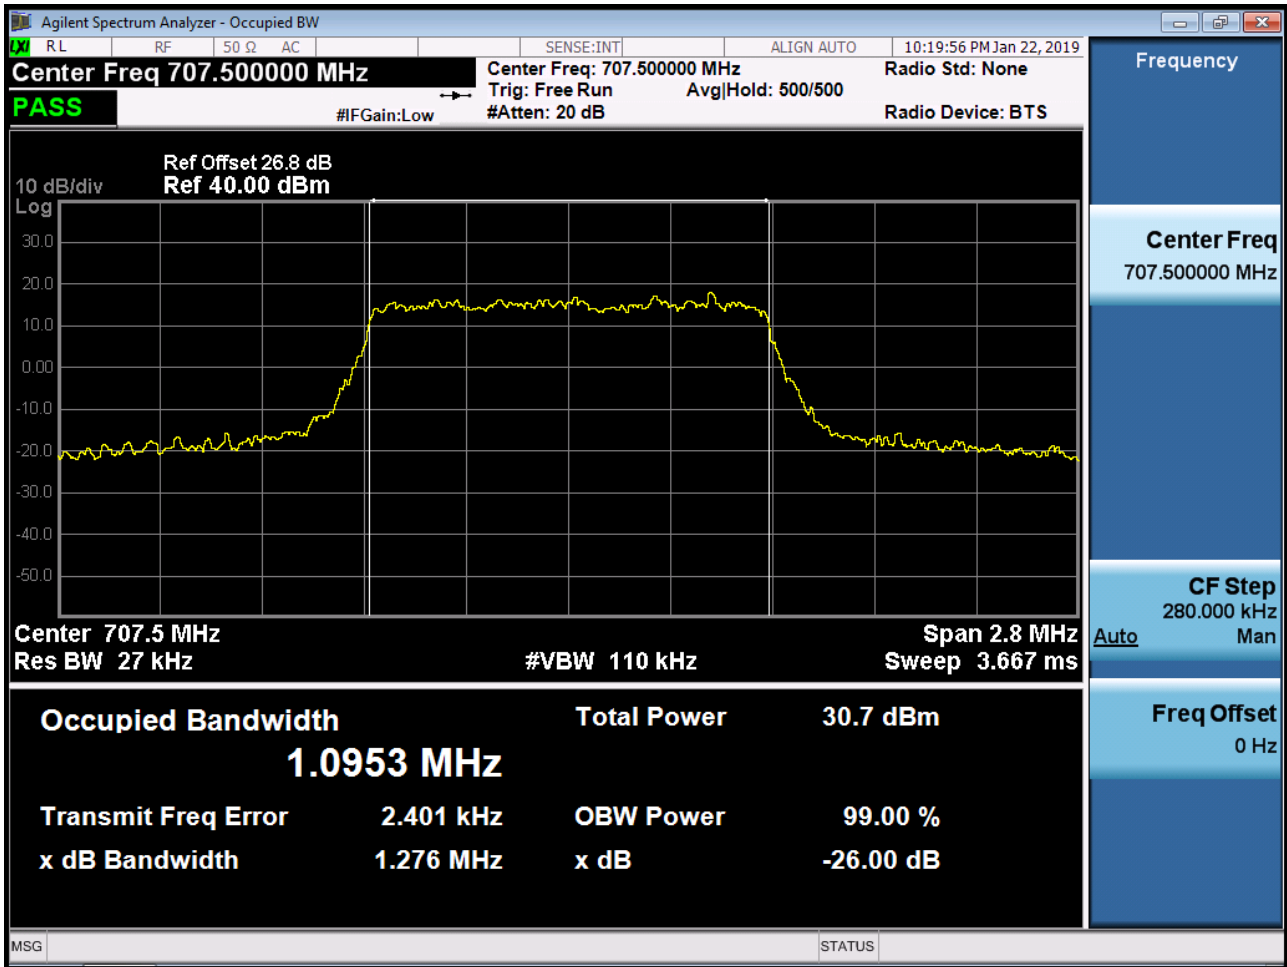 Agilent Spectrum Analyzer - Occupied BW
LXI RL RF 50 Ω AC SENSE:INT ALIGN AUTO 10:19:56 PM Jan 22, 2019
Center Freq 707.500000 MHz
Center Freq: 707.500000 MHz
Radio Std: None
Trig: Free Run Avg|Hold: 500/500
PASS
#IFGain:Low
#Atten: 20 dB
Radio Device: BTS
Ref Offset 26.8 dB
10 dB/div Ref 40.00 dBm
Log
30.0
20.0
10.0
0.00
-10.0
-20.0
-30.0
-40.0
-50.0
Center 707.5 MHz Span 2.8 MHz
Res BW 27 kHz #VBW 110 kHz Sweep 3.667 ms
Occupied Bandwidth Total Power 30.7 dBm
1.0953 MHz
Transmit Freq Error 2.401 kHz OBW Power 99.00 %
x dB Bandwidth 1.276 MHz x dB -26.00 dB
Frequency
Center Freq
707.500000 MHz
CF Step
280.000 kHz
Auto Man
Freq Offset
0 Hz
MSG STATUS